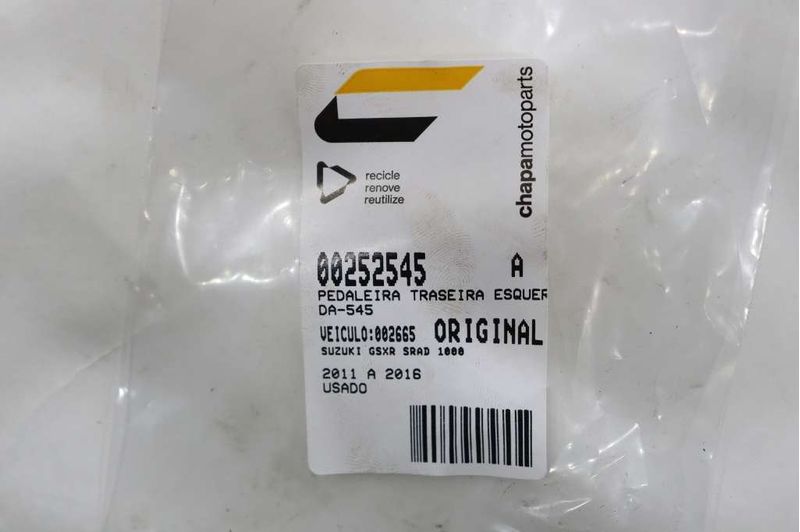 recicle
renove
reutilize
chapamotoparts
00252545 A
PEDALEIRA TRASEIRA ESQUER
DA-545
VEICULO:002665 ORIGINAL
SUZUKI GSXR SRAD 1000
2011 A 2016
USADO